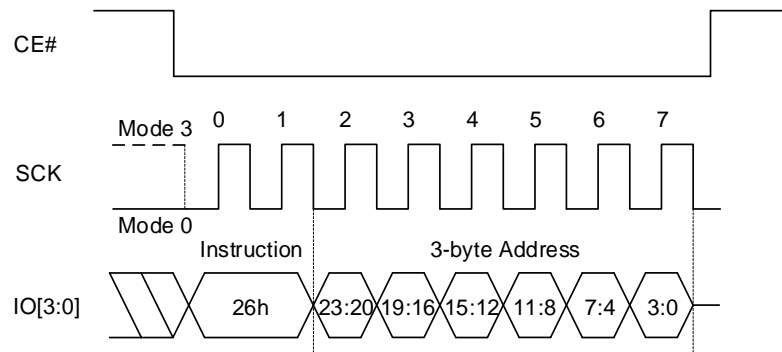 CE#
Mode 3
0 1 2 3 4 5 6 7
SCK
Mode 0
Instruction 3-byte Address
IO[3:0] 26h 23:20 19:16 15:12 11:8 7:4 3:0